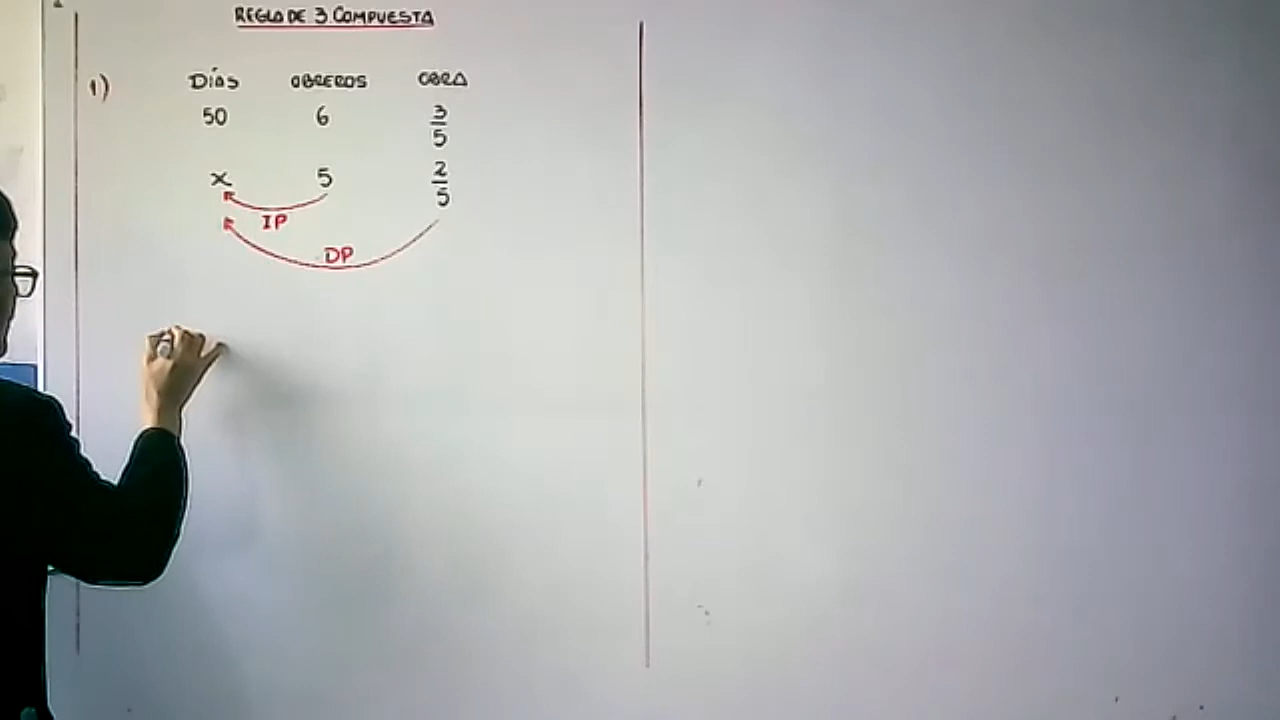 REGLA DE 3 COMPUESTA
1) DÍAS OBREROS OBRA
50 6 3/5
x 5 2/5
IP
DP